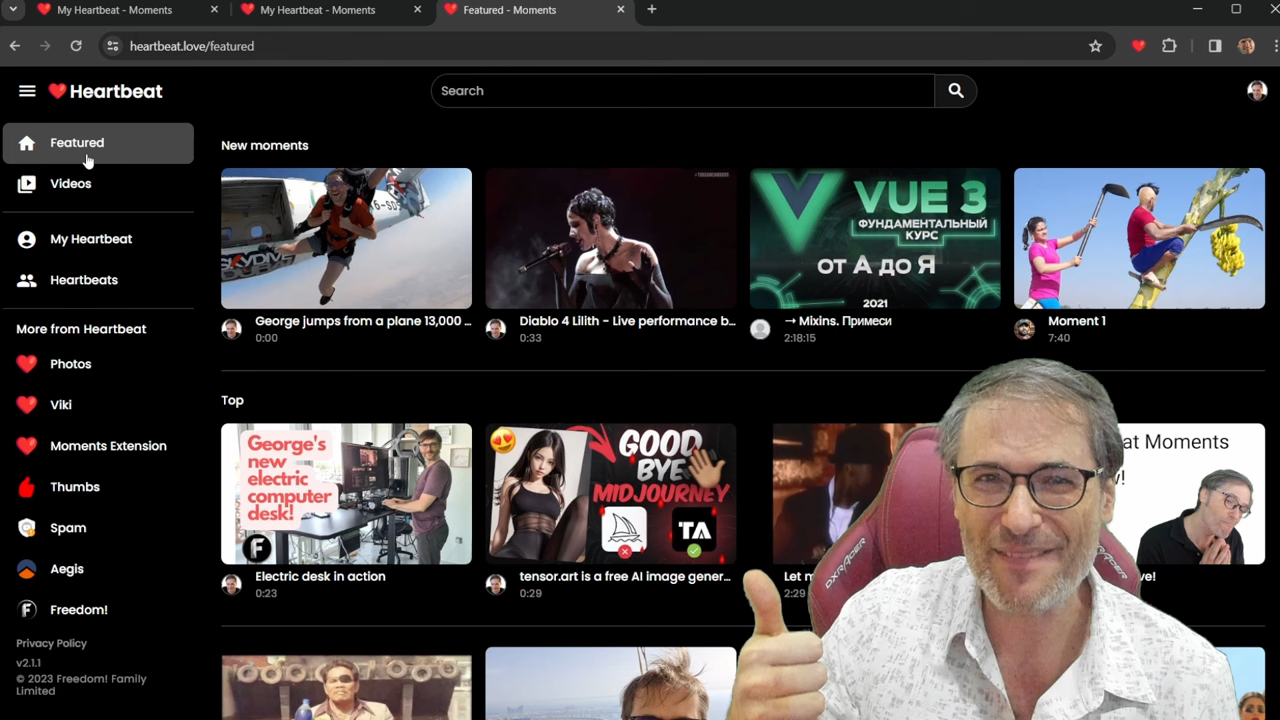 My Heartbeat - Moments
My Heartbeat - Moments
Featured - Moments
heartbeat.love/featured
Heartbeat
Search
Featured
Videos
My Heartbeat
Heartbeats
More from Heartbeat
Photos
Viki
Moments Extension
Thumbs
Spam
Aegis
Freedom!
Privacy Policy
v2.1.1
© 2023 Freedom! Family
Limited
New moments
SKYDIVE
George jumps from a plane 13,000 ...
0:00
Diablo 4 Lilith - Live performance b...
0:33
VUE 3
ФУНДАМЕНТАЛЬНЫЙ
КУРС
ОТ А ДО Я
2021
→ Mixins. Примеси
2:18:15
Moment 1
7:40
Top
George's
new
electric
computer
desk!
F
Electric desk in action
0:23
GOOD
BYE
MIDJOURNEY
TA
tensor.art is a free AI image gener...
0:29
Let m
2:29
at Moments
!
ve!
DXRACER